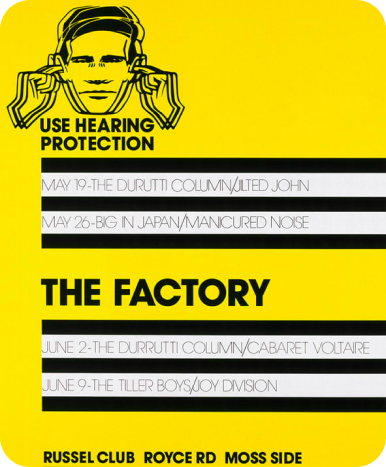 USE HEARING
PROTECTION
MAY 19-THE DURUTTI COLUMN/JILTED JOHN
MAY 26-BIG IN JAPAN/MANICURED NOISE
THE FACTORY
JUNE 2-THE DURRUTTI COLUMN/CABARET VOLTAIRE
JUNE 9-THE TILLER BOYS/JOY DIVISION
RUSSEL CLUB ROYCE RD MOSS SIDE